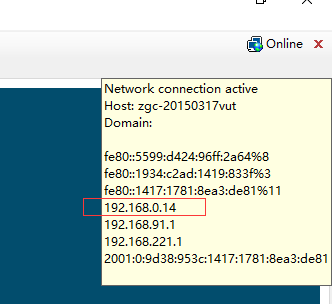 Online
Network connection active
Host: zgc-20150317vut
Domain:
fe80::5599:d424:96ff:2a64%8
fe80::1934:c2ad:1419:833f%3
fe80::1417:1781:8ea3:de81%11
192.168.0.14
192.168.91.1
192.168.221.1
2001:0:9d38:953c:1417:1781:8ea3:de81